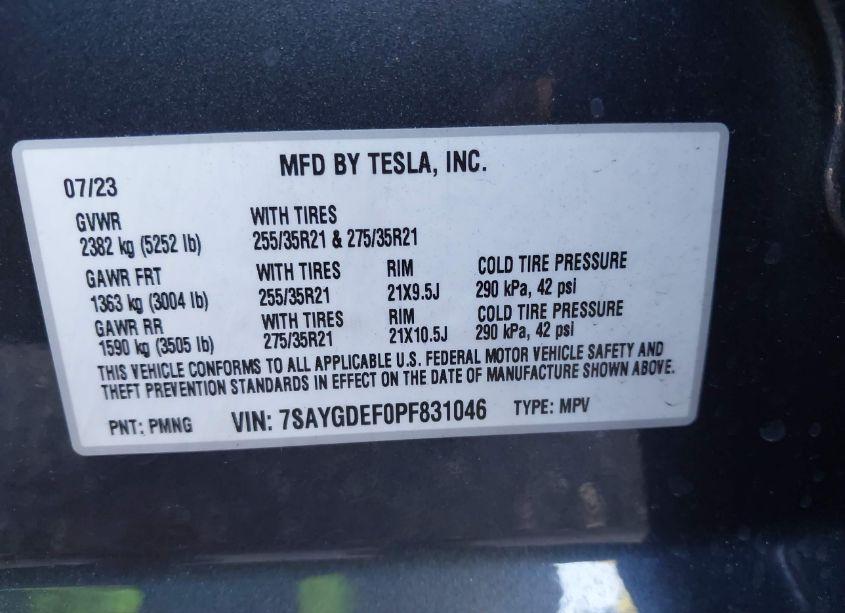 MFD BY TESLA, INC.
07/23
GVWR WITH TIRES
2382 kg (5252 lb) 255/35R21 & 275/35R21
GAWR FRT WITH TIRES RIM COLD TIRE PRESSURE
1363 kg (3004 lb) 255/35R21 21X9.5J 290 kPa, 42 psi
GAWR RR WITH TIRES RIM COLD TIRE PRESSURE
1590 kg (3505 lb) 275/35R21 21X10.5J 290 kPa, 42 psi
THIS VEHICLE CONFORMS TO ALL APPLICABLE U.S. FEDERAL MOTOR VEHICLE SAFETY AND
THEFT PREVENTION STANDARDS IN EFFECT ON THE DATE OF MANUFACTURE SHOWN ABOVE.
PNT: PMNG VIN: 7SAYGDEF0PF831046 TYPE: MPV